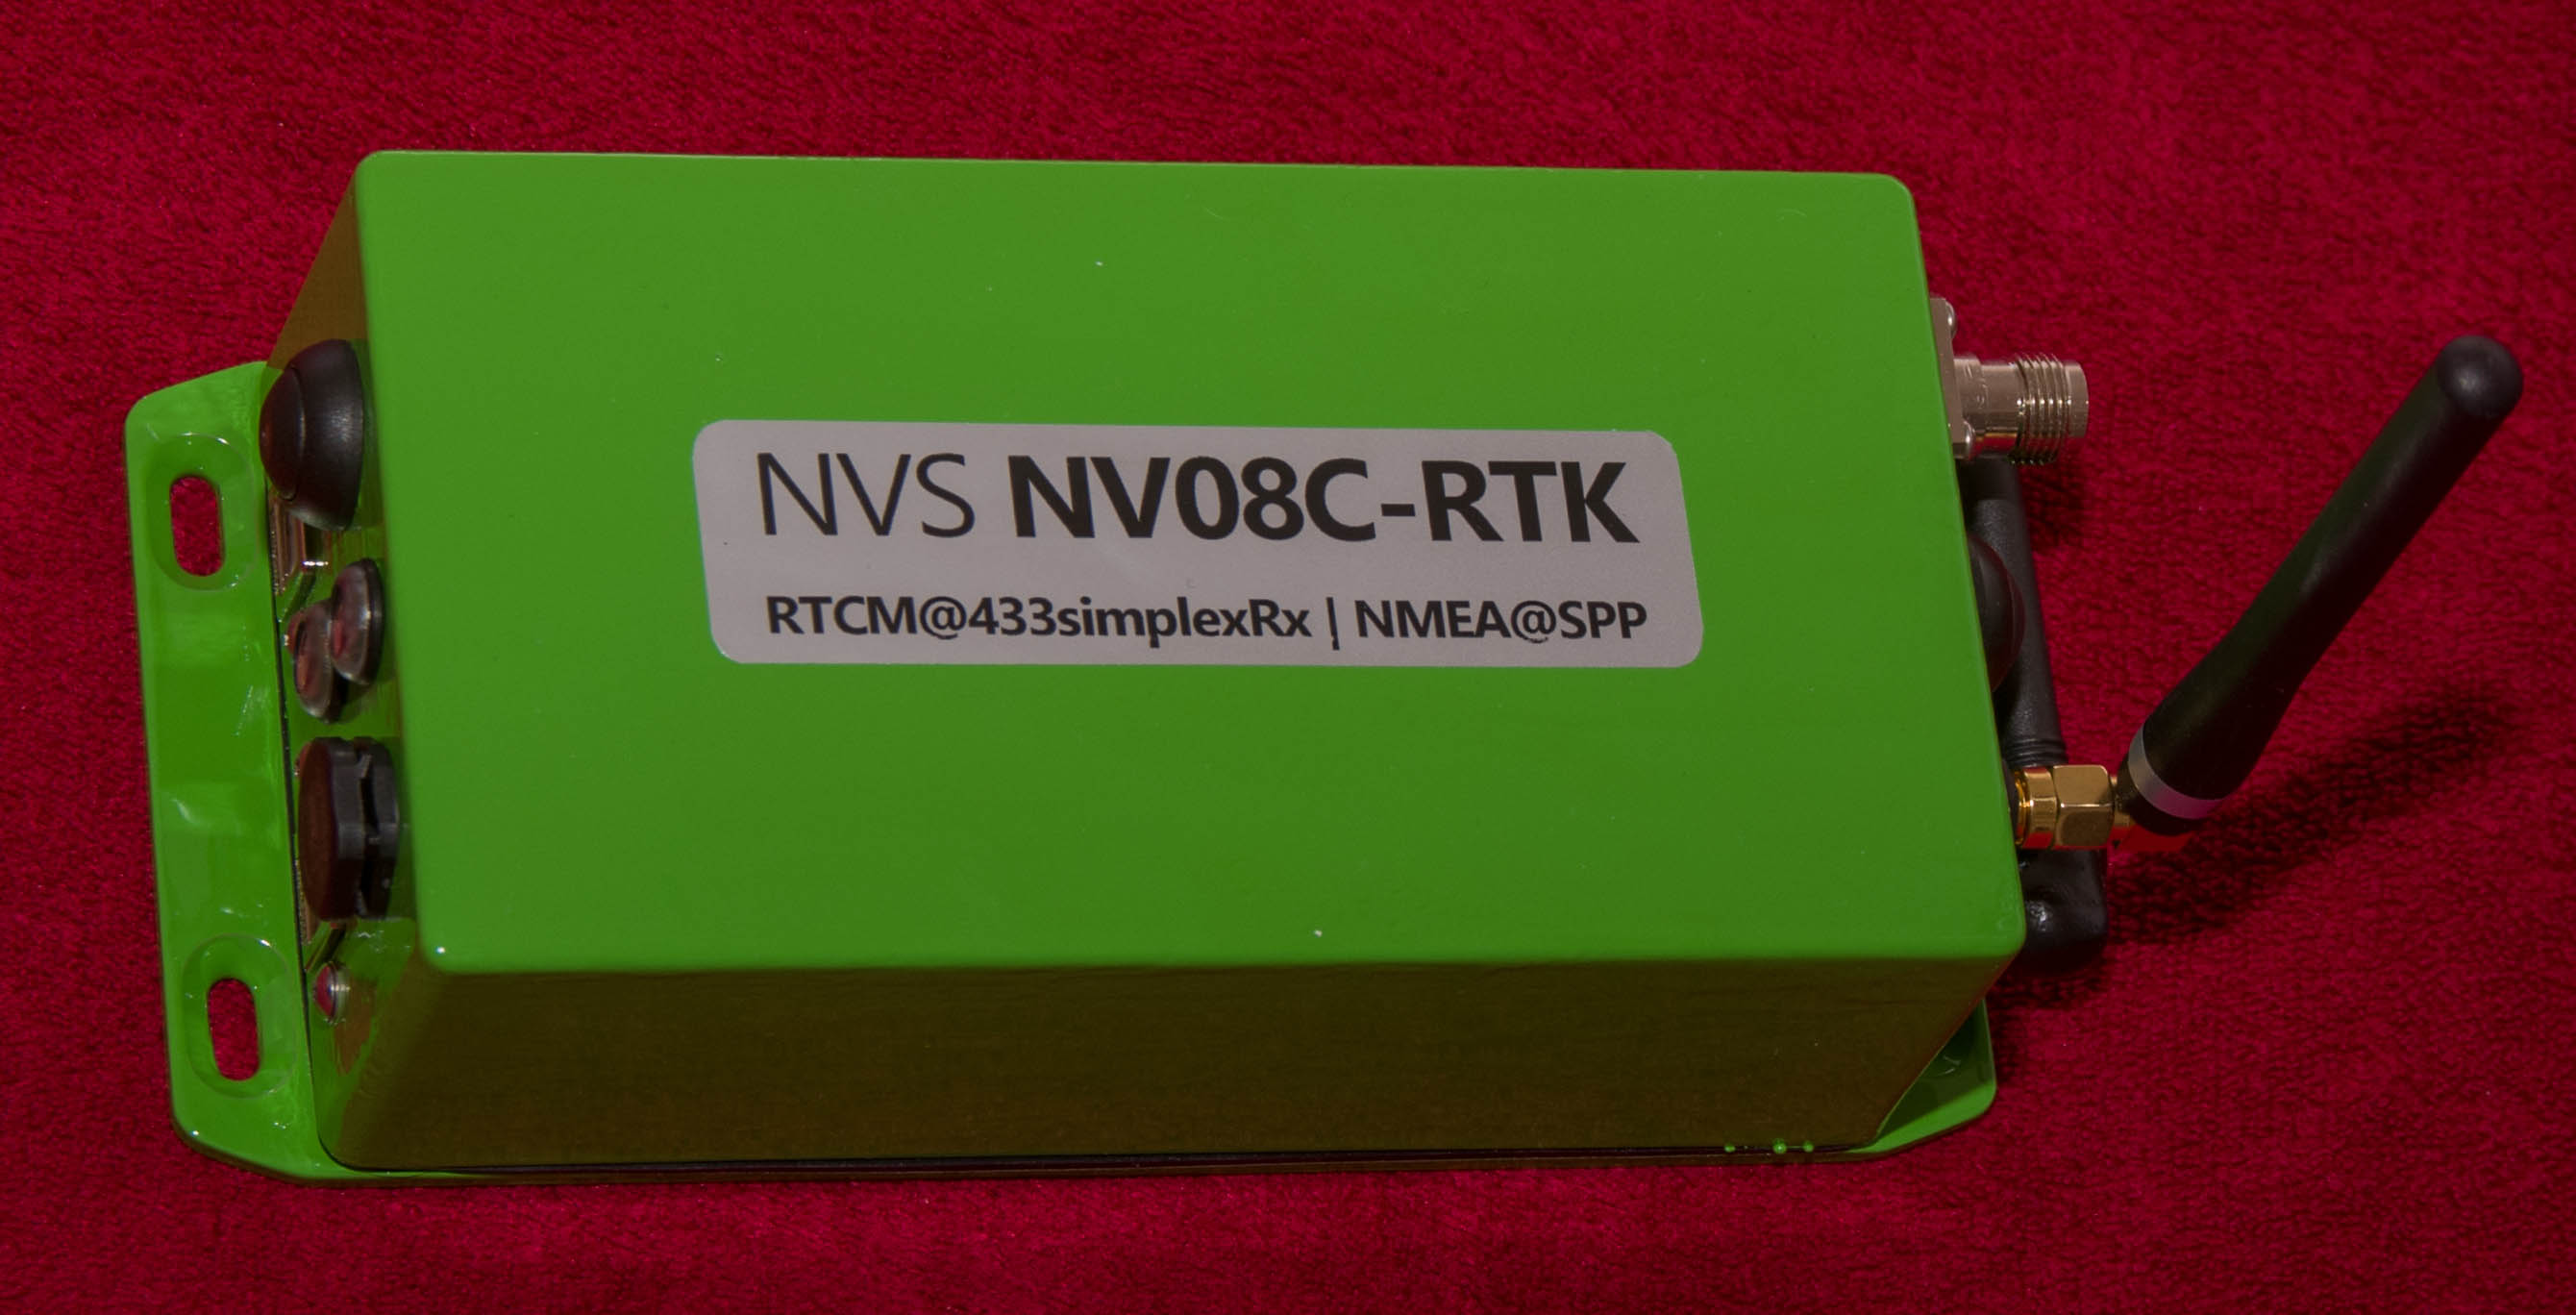 NVS NV08C-RTK
RTCM@433simplexRx | NMEA@SPP